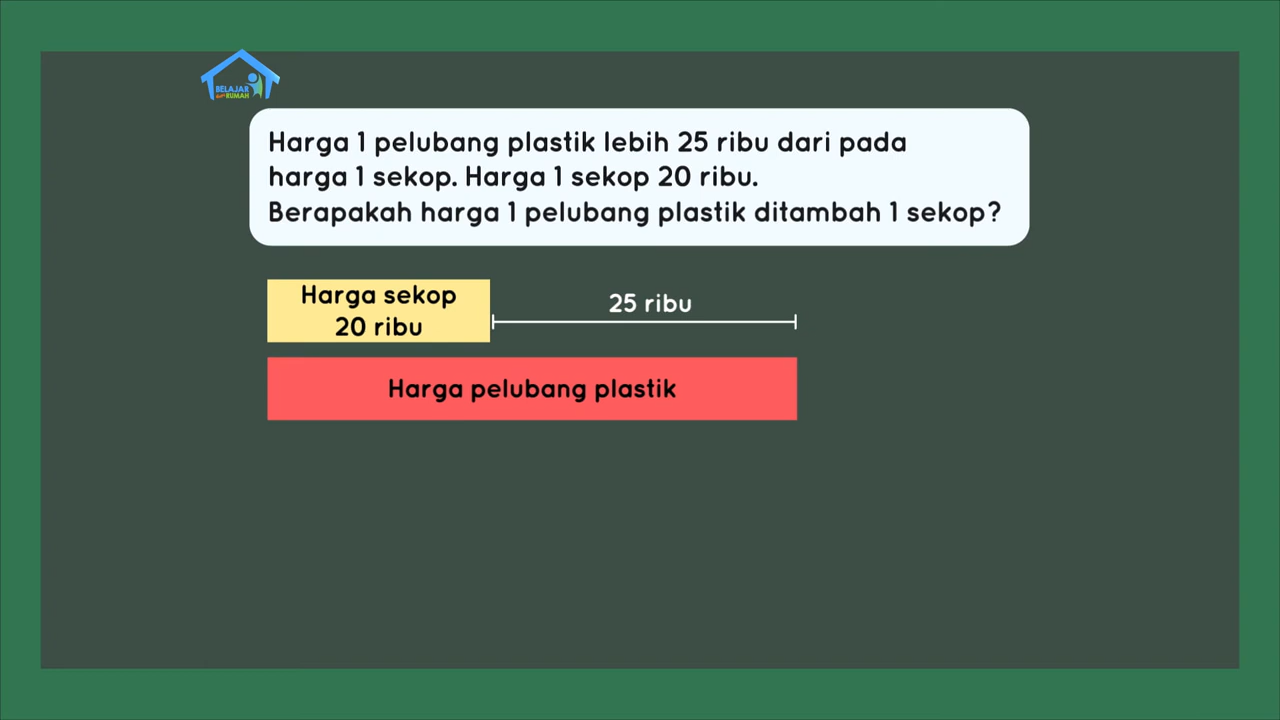 BELAJAR
dari RUMAH
Harga 1 pelubang plastik lebih 25 ribu dari pada
harga 1 sekop. Harga 1 sekop 20 ribu.
Berapakah harga 1 pelubang plastik ditambah 1 sekop?
Harga sekop
20 ribu
25 ribu
Harga pelubang plastik